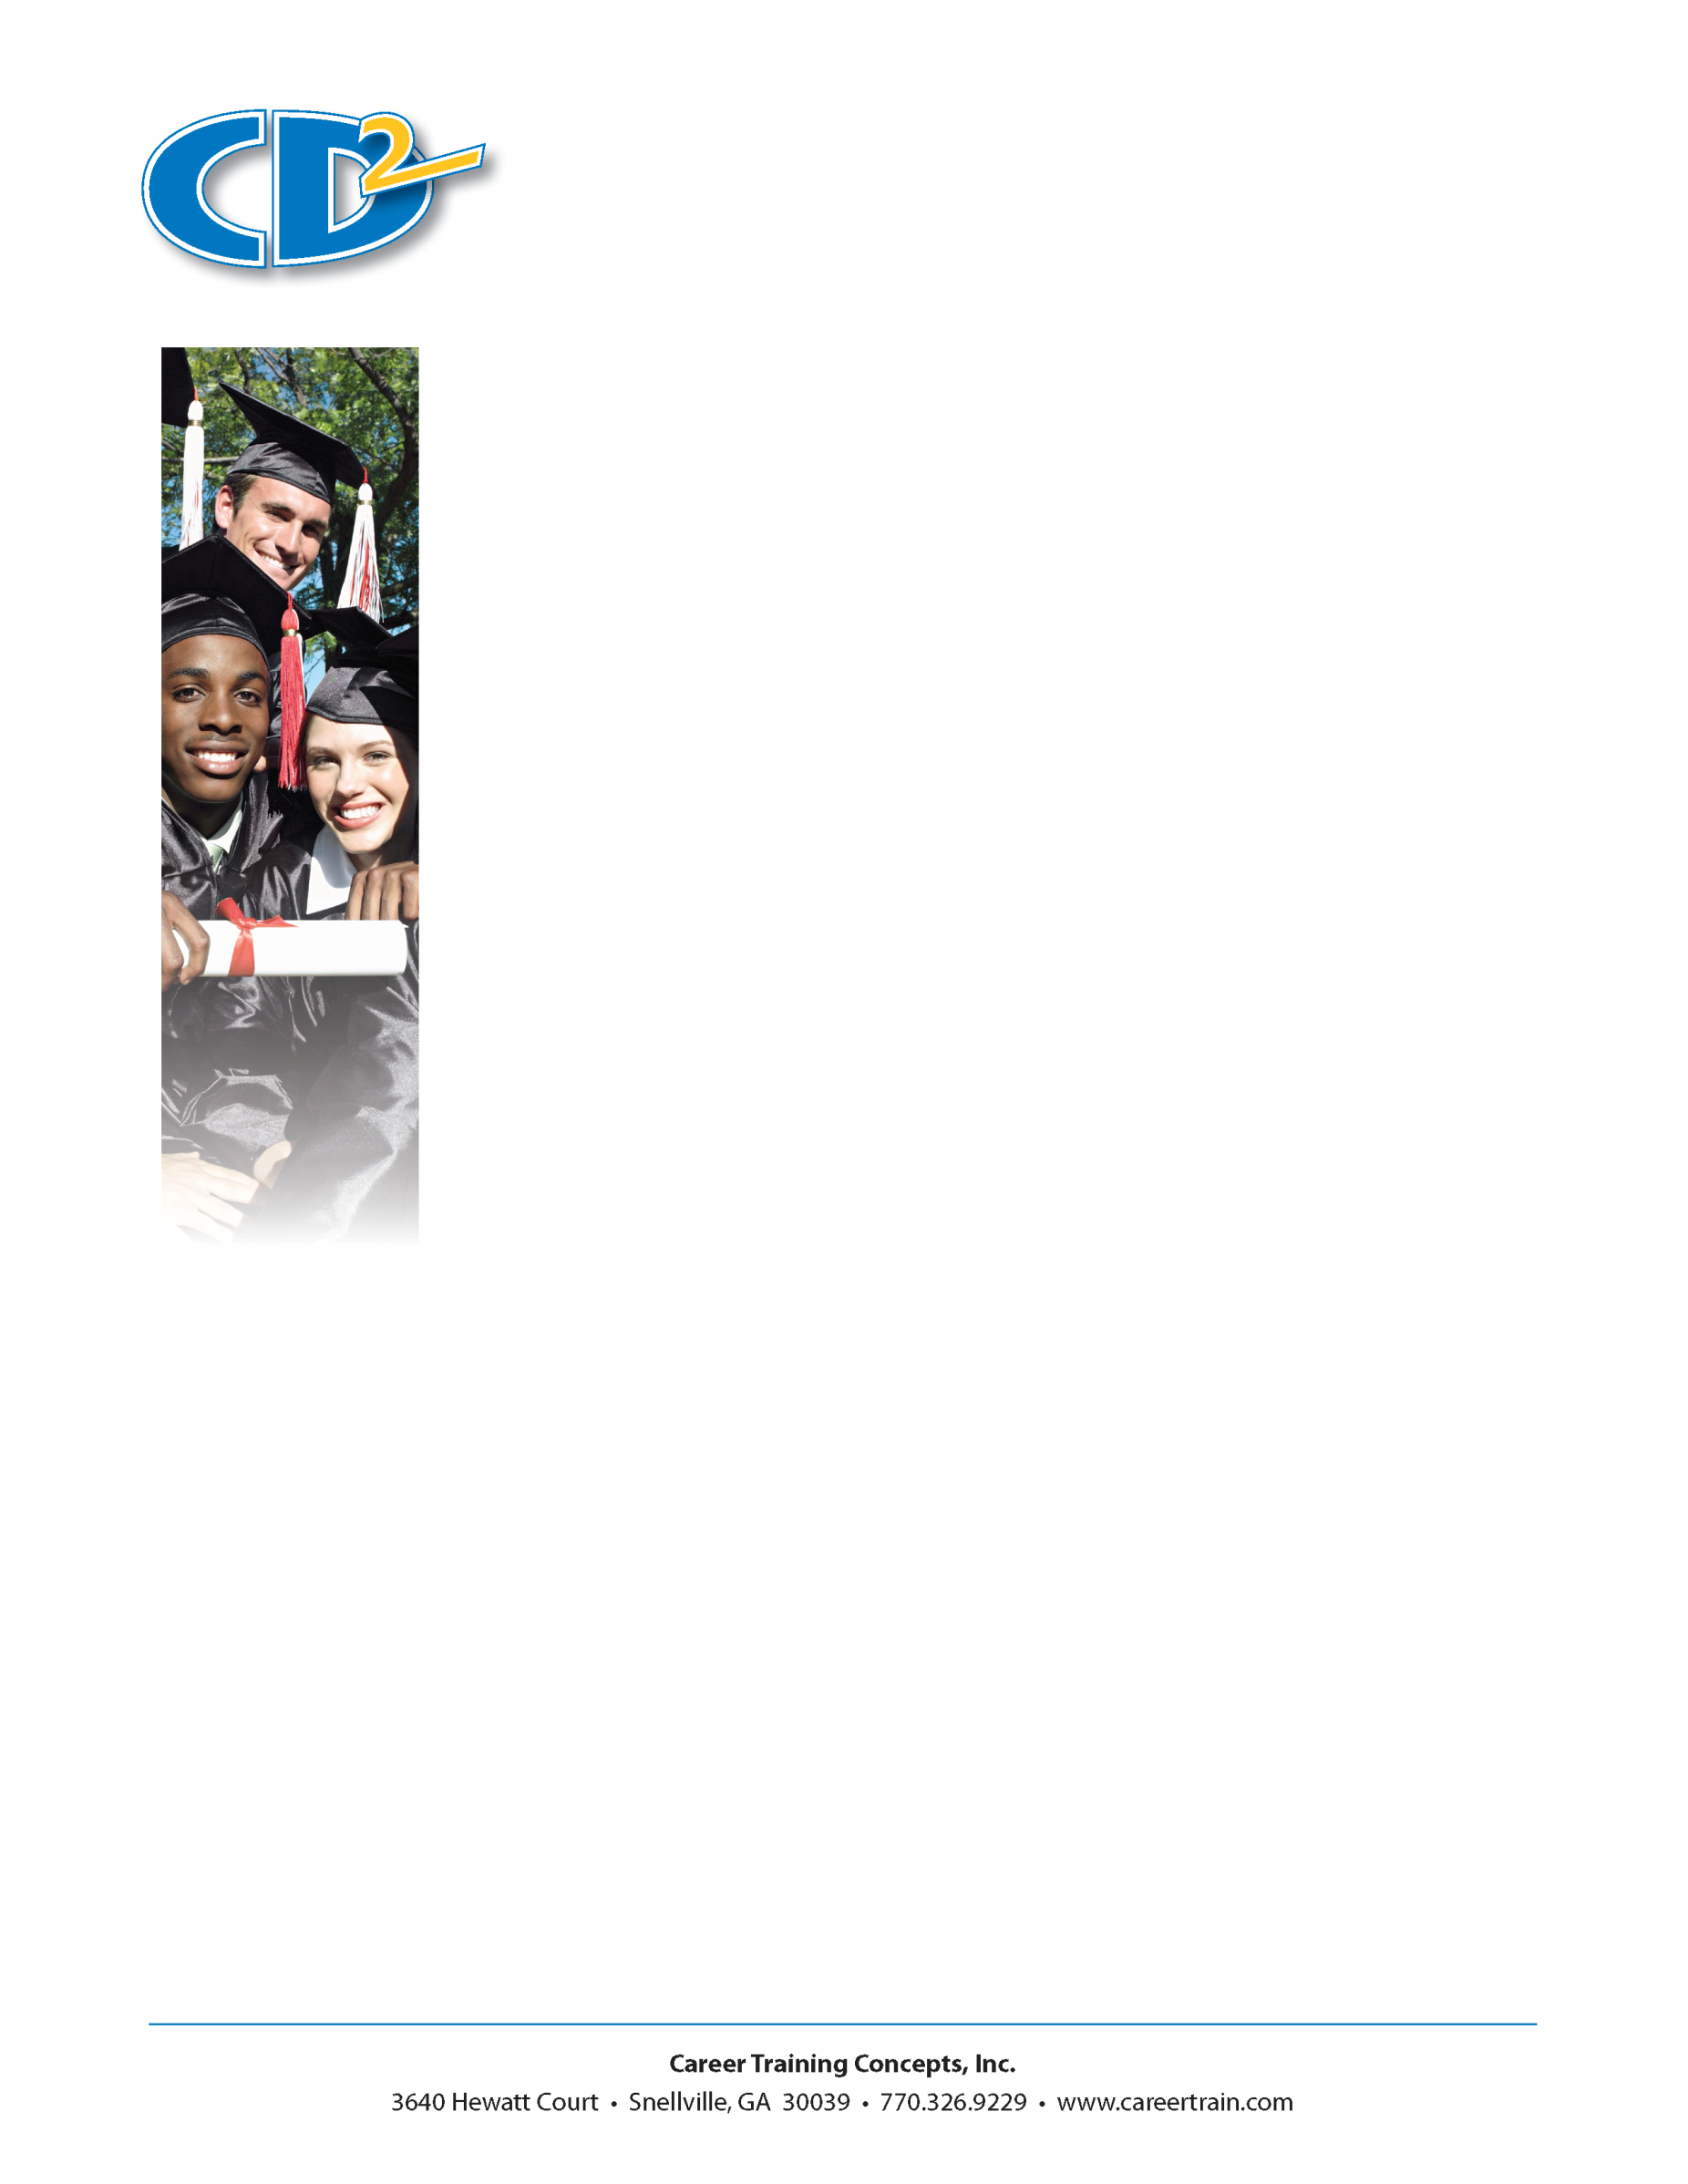 CD2
Career Training Concepts, Inc.
3640 Hewatt Court • Snellville, GA 30039 • 770.326.9229 • www.careertrain.com